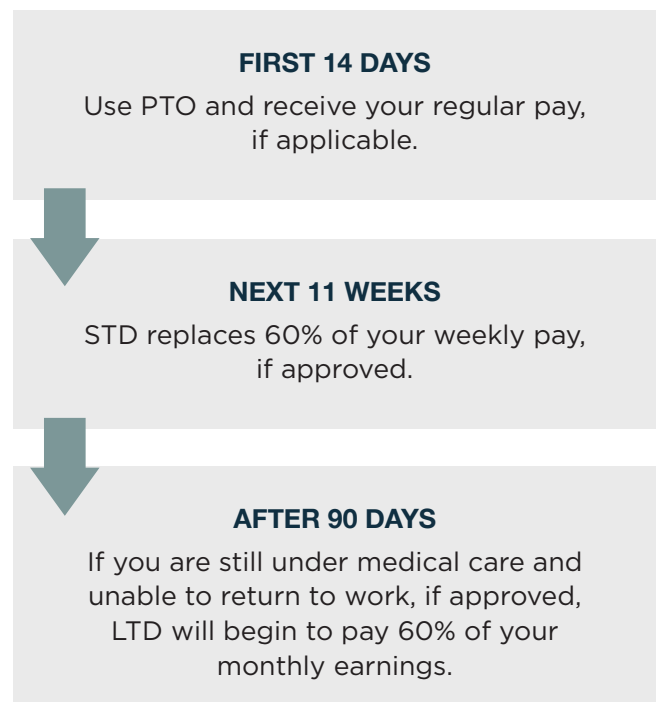 FIRST 14 DAYS
Use PTO and receive your regular pay,
if applicable.
NEXT 11 WEEKS
STD replaces 60% of your weekly pay,
if approved.
AFTER 90 DAYS
If you are still under medical care and
unable to return to work, if approved,
LTD will begin to pay 60% of your
monthly earnings.